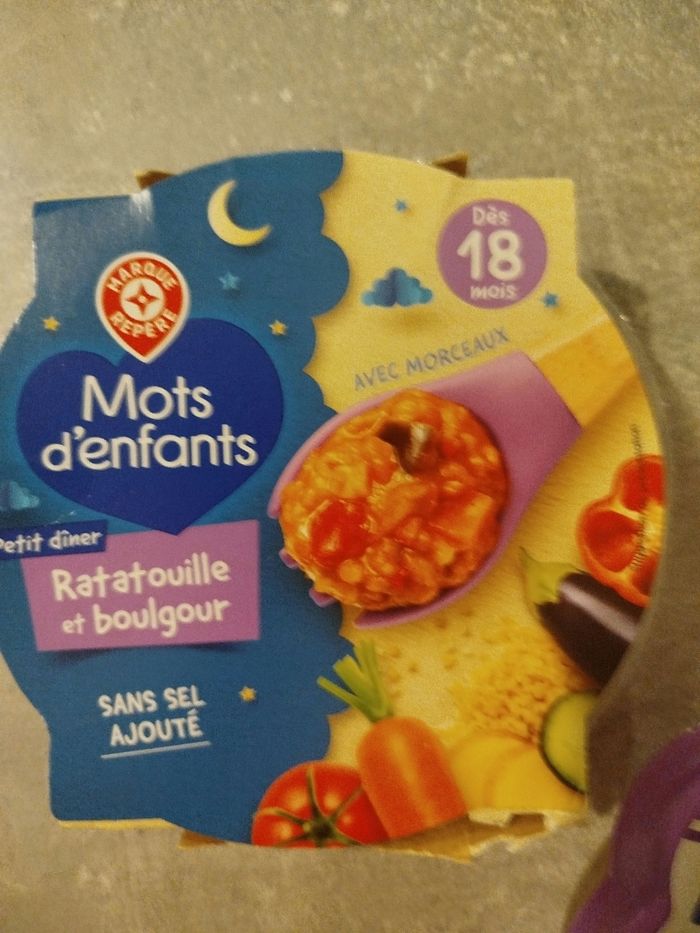 Dès
18
mois
MARQUE
REPÈRE
AVEC MORCEAUX
Mots
d'enfants
Petit dîner
Ratatouille
et boulgour
SANS SEL
AJOUTÉ